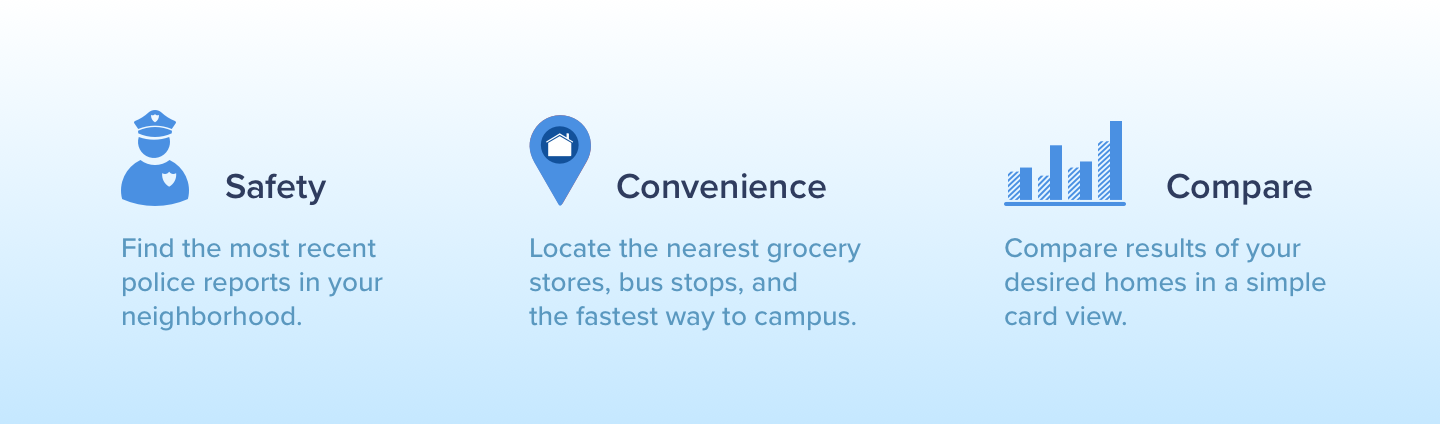 Safety
Find the most recent
police reports in your
neighborhood.
Convenience
Locate the nearest grocery
stores, bus stops, and
the fastest way to campus.
Compare
Compare results of your
desired homes in a simple
card view.